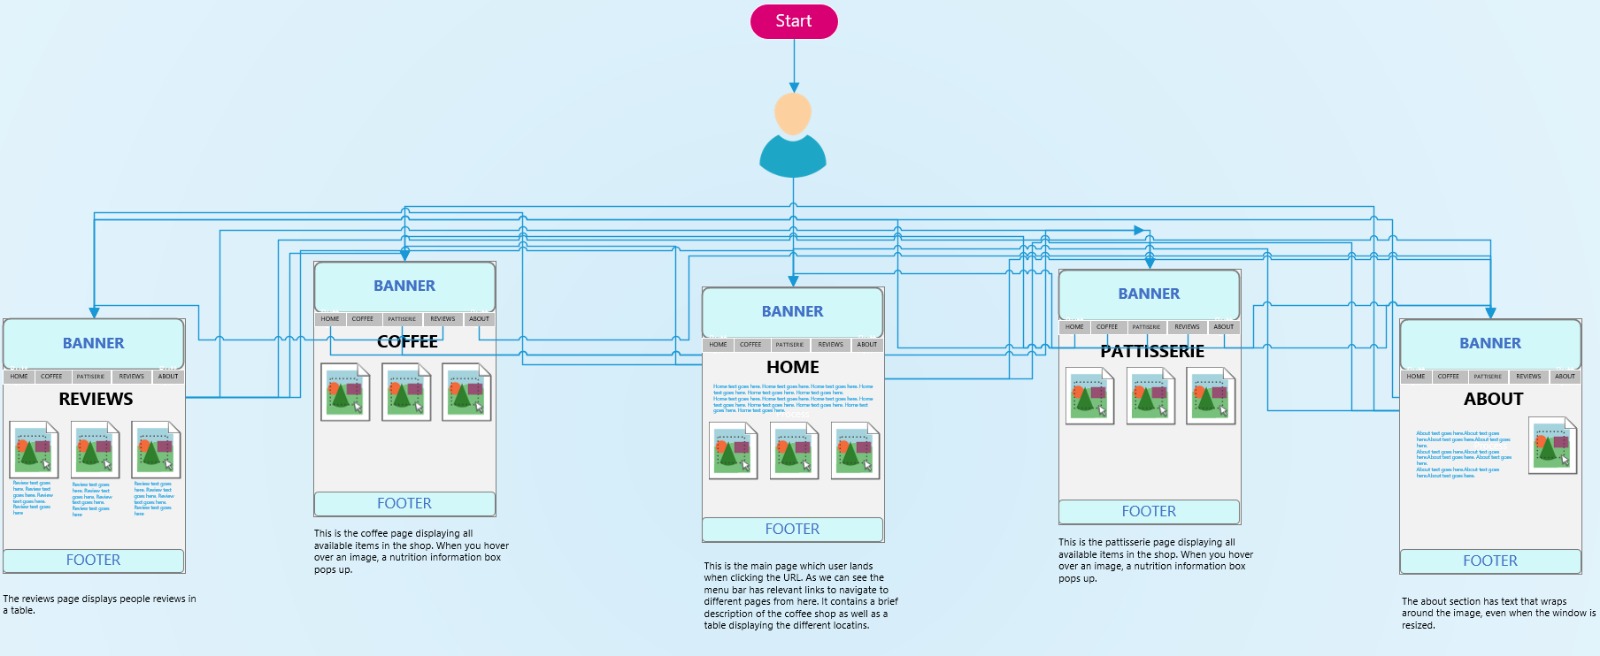 Start
BANNER
HOME COFFEE PATTISERIE REVIEWS ABOUT
REVIEWS
Review text goes here. Review text goes here. Review text goes here. Review text goes here
Review text goes here. Review text goes here. Review text goes here. Review text goes here
Review text goes here. Review text goes here. Review text goes here. Review text goes here
FOOTER
The reviews page displays people reviews in
a table.
BANNER
HOME COFFEE PATTISERIE REVIEWS ABOUT
COFFEE
FOOTER
This is the coffee page displaying all
available items in the shop. When you hover
over an image, a nutrition information box
pops up.
BANNER
HOME COFFEE PATTISERIE REVIEWS ABOUT
HOME
Home text goes here. Home text goes here. Home text goes here. Home
text goes here. Home text goes here.
Home text goes here. Home text goes here. Home text goes here. Home
text goes here. Home text goes here. Home text goes here. Home text
goes here. Home text goes here.
FOOTER
This is the main page which user lands
when clicking the URL. As we can see the
menu bar has relevant links to navigate to
different pages from here. It contains a brief
description of the coffee shop as well as a
table displaying the different locatins.
BANNER
HOME COFFEE PATTISERIE REVIEWS ABOUT
PATTISSERIE
FOOTER
This is the pattisserie page displaying all
available items in the shop. When you hover
over an image, a nutrition information box
pops up.
BANNER
HOME COFFEE PATTISERIE REVIEWS ABOUT
ABOUT
About text goes here.About text goes
here.About text goes here.About text goes
here.
About text goes here.About text goes
here.About text goes here. About text goes
here.
About text goes here.About text goes
here.About text goes here.
FOOTER
The about section has text that wraps
around the image, even when the window is
resized.